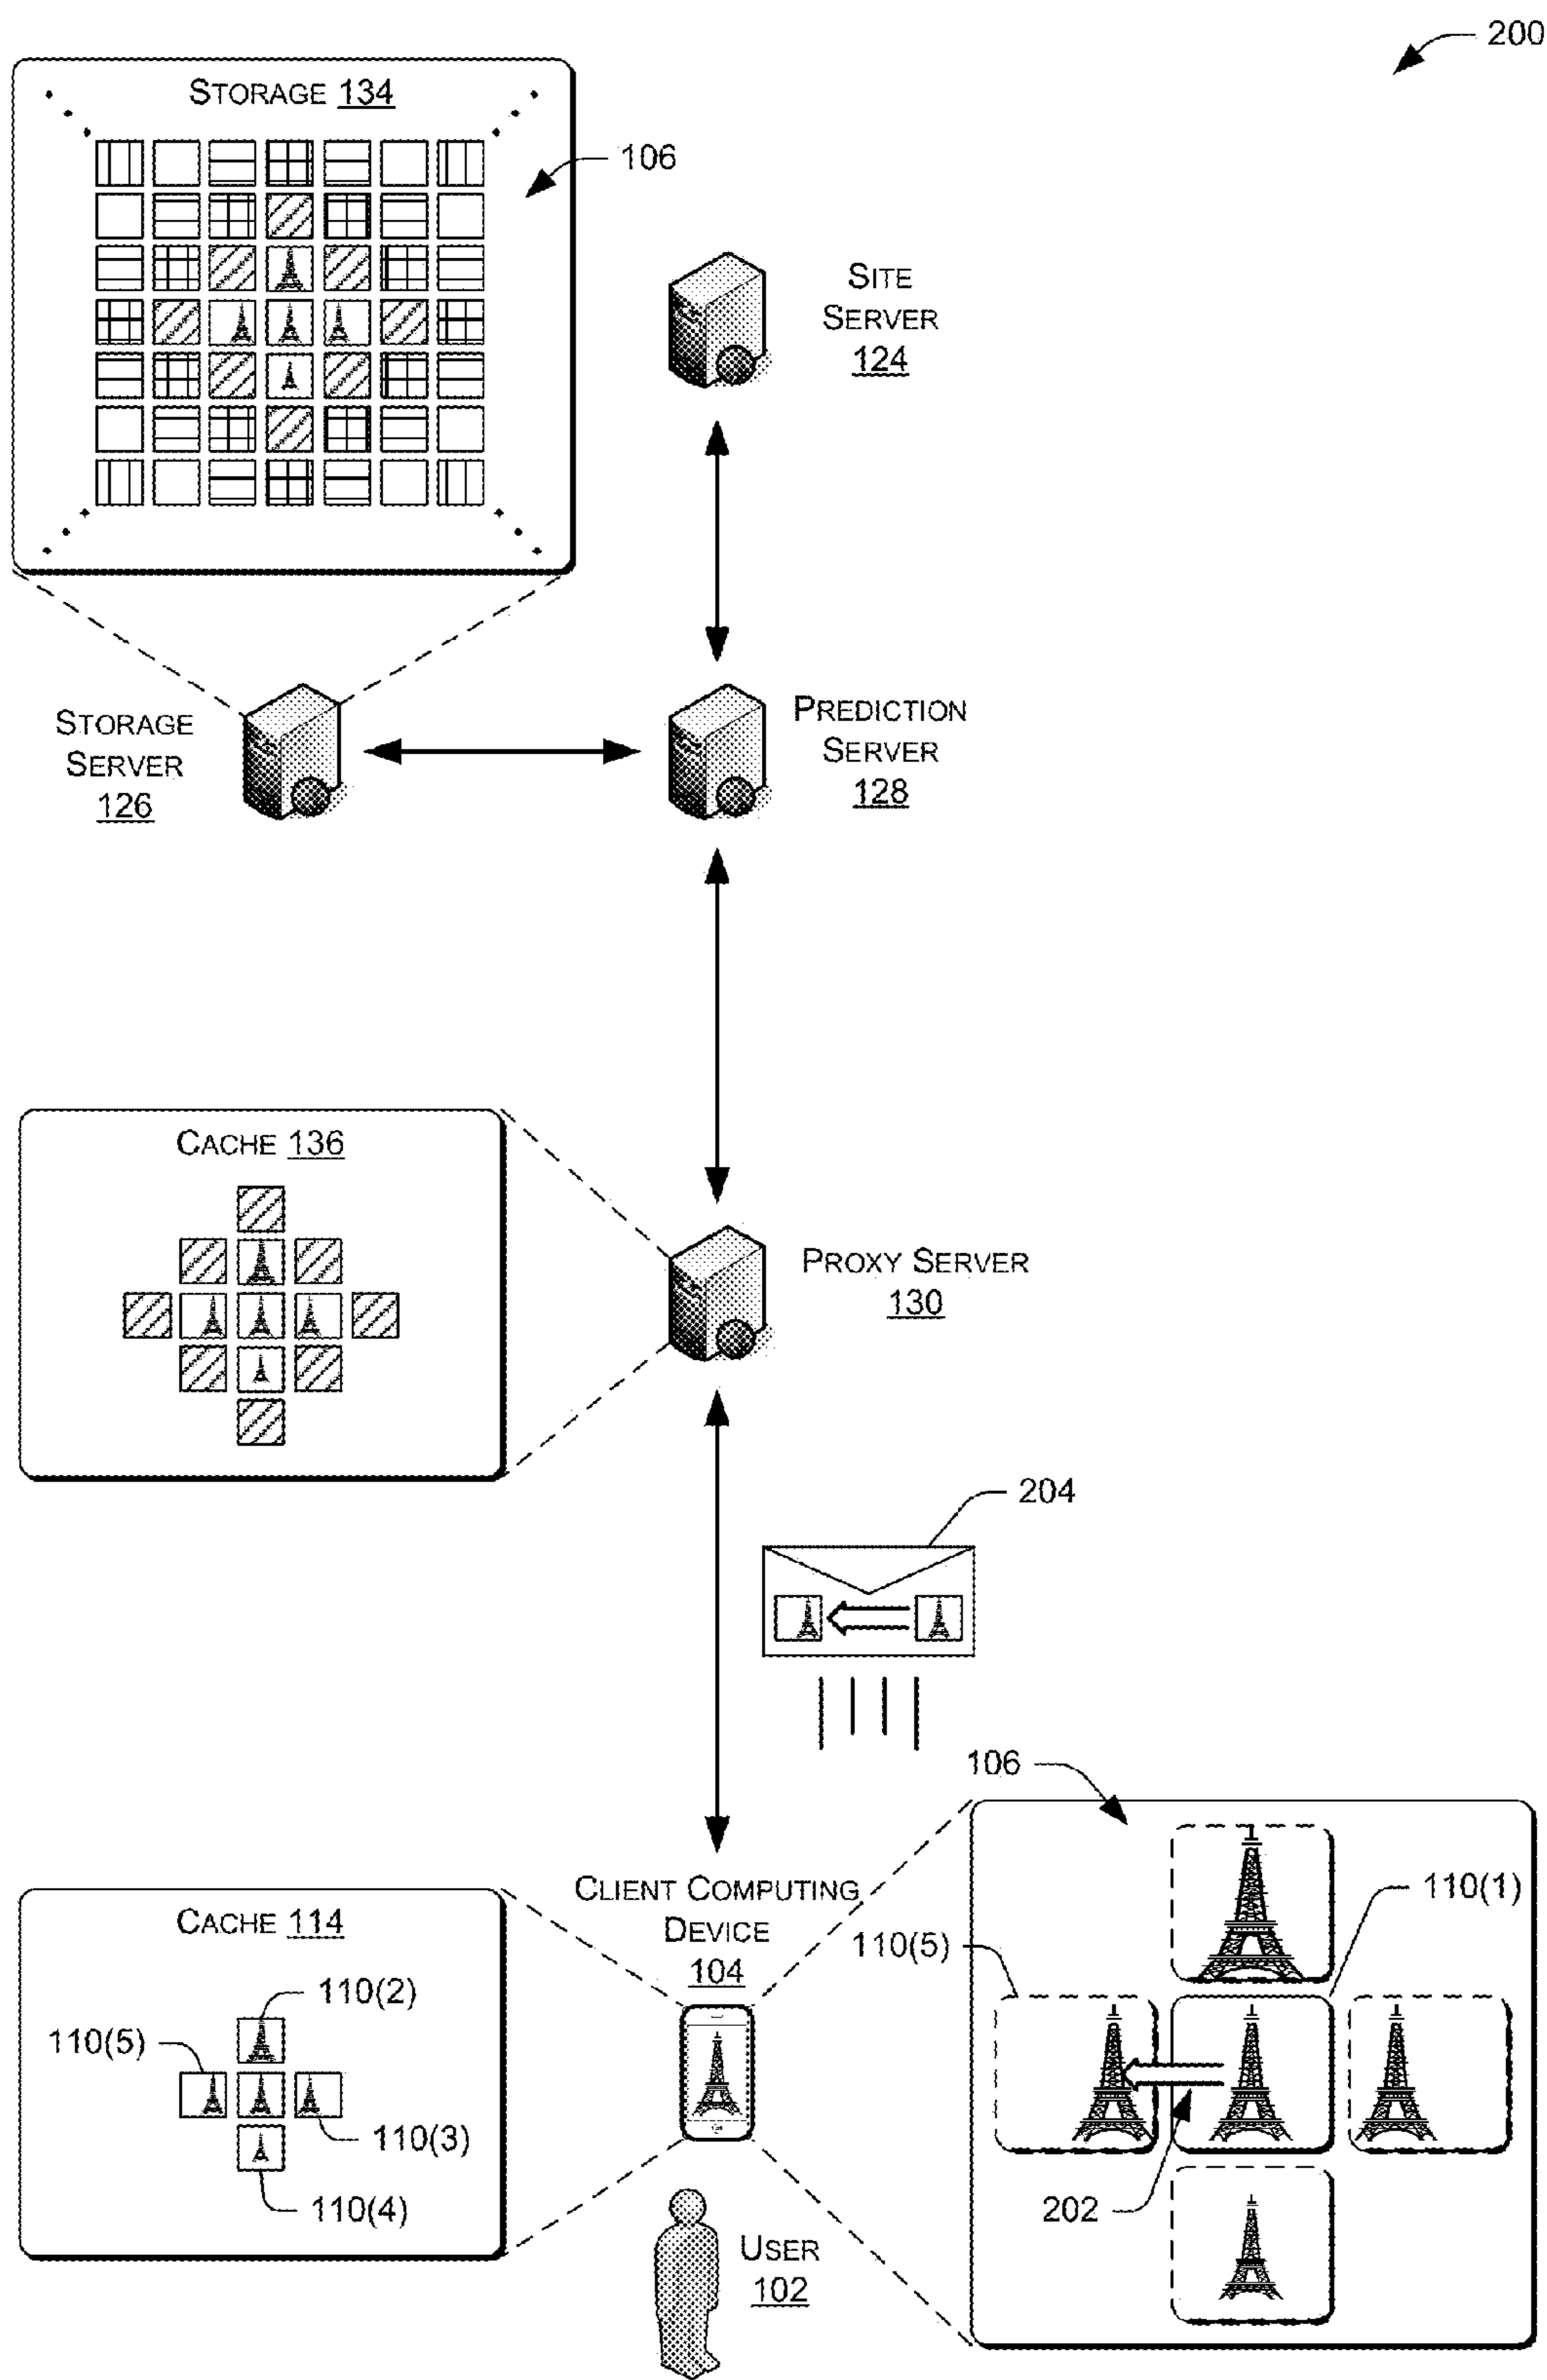 200
STORAGE 134
106
SITE
SERVER
124
STORAGE
SERVER
126
PREDICTION
SERVER
128
CACHE 136
PROXY SERVER
130
204
106
CLIENT COMPUTING
DEVICE
104
110(1)
110(5)
CACHE 114
110(2)
110(5)
110(3)
110(4)
202
USER
102